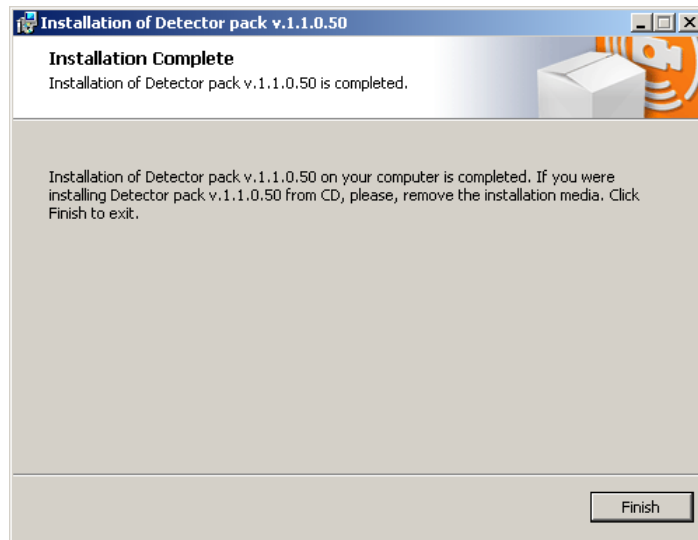 Installation of Detector pack v.1.1.0.50
Installation Complete
Installation of Detector pack v.1.1.0.50 is completed.
Installation of Detector pack v.1.1.0.50 on your computer is completed. If you were
installing Detector pack v.1.1.0.50 from CD, please, remove the installation media. Click
Finish to exit.
Finish